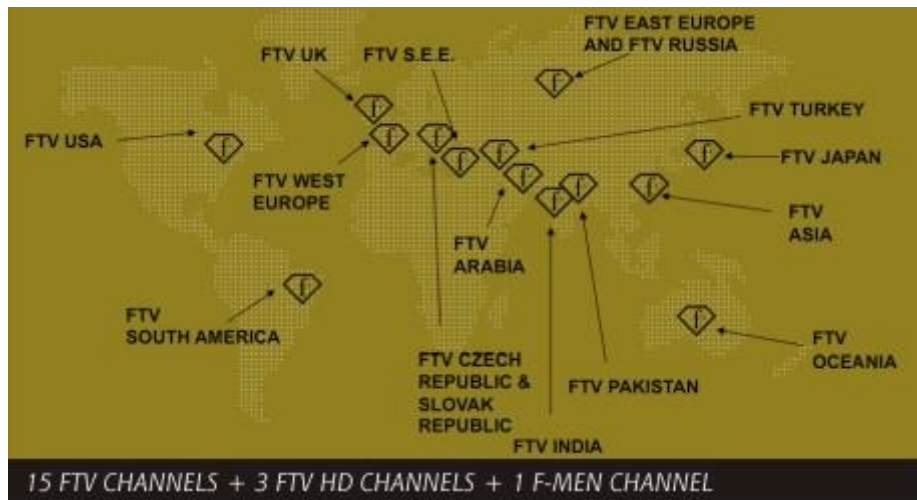 FTV EAST EUROPE
AND FTV RUSSIA
FTV UK
FTV S.E.E.
FTV TURKEY
FTV USA
FTV JAPAN
FTV WEST
EUROPE
FTV
ARABIA
FTV
ASIA
FTV
SOUTH AMERICA
FTV
OCEANIA
FTV CZECH
REPUBLIC &
SLOVAK
REPUBLIC
FTV PAKISTAN
FTV INDIA
f
f
f
f
f
f
f
f
f
f
f
f
f
f
15 FTV CHANNELS + 3 FTV HD CHANNELS + 1 F-MEN CHANNEL